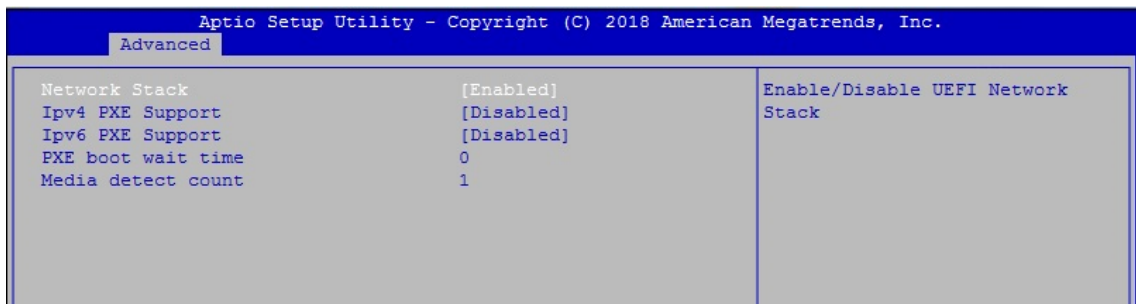 Aptio Setup Utility - Copyright (C) 2018 American Megatrends, Inc.
Advanced
Network Stack [Enabled]
Ipv4 PXE Support [Disabled]
Ipv6 PXE Support [Disabled]
PXE boot wait time 0
Media detect count 1
Enable/Disable UEFI Network
Stack